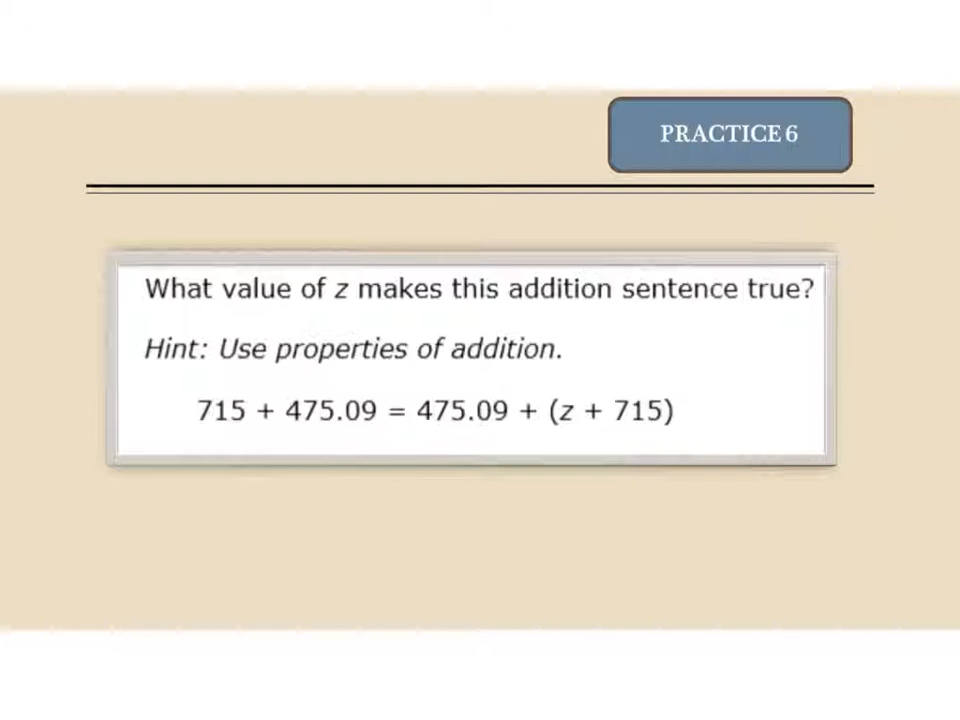 PRACTICE 6
What value of z makes this addition sentence true?
Hint: Use properties of addition.
715 + 475.09 = 475.09 + (z + 715)